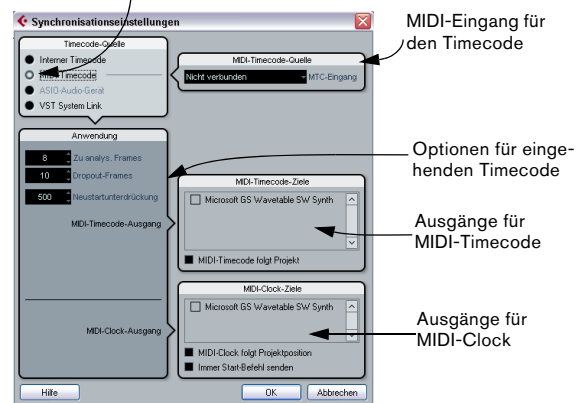 Synchronisationseinstellungen
MIDI-Eingang für
den Timecode
Timecode-Quelle
Interner Timecode
Timecode
ASIO-Audio-Gerät
VST System Link
MIDI-Timecode-Quelle
Nicht verbunden
MTC-Eingang
Anwendung
8 Zu analys. Frames
10 Dropout-Frames
500 Neustartunterdrückung
MIDI-Timecode-Ausgang
MIDI-Clock-Ausgang
Optionen für einge-
henden Timecode
MIDI-Timecode-Ziele
Microsoft GS Wavetable SW Synth
MIDI-Timecode folgt Projekt
Ausgänge für
MIDI-Timecode
MIDI-Clock-Ziele
Microsoft GS Wavetable SW Synth
MIDI-Clock folgt Projektposition
Immer Start-Befehl senden
Ausgänge für
MIDI-Clock
Hilfe
OK
Abbrechen